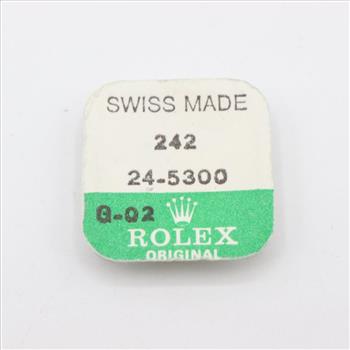 SWISS MADE
242
24-5300
G-02
ROLEX
ORIGINAL